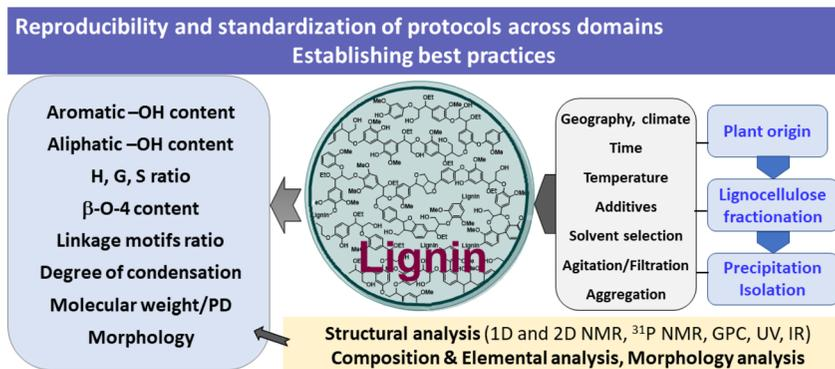 Reproducibility and standardization of protocols across domains
Establishing best practices
Aromatic –OH content
Aliphatic –OH content
H, G, S ratio
β-O-4 content
Linkage motifs ratio
Degree of condensation
Molecular weight/PD
Morphology
Lignin
Geography, climate
Time
Temperature
Additives
Solvent selection
Agitation/Filtration
Aggregation
Plant origin
Lignocellulose
fractionation
Precipitation
Isolation
Structural analysis (1D and 2D NMR, ³¹P NMR, GPC, UV, IR)
Composition & Elemental analysis, Morphology analysis